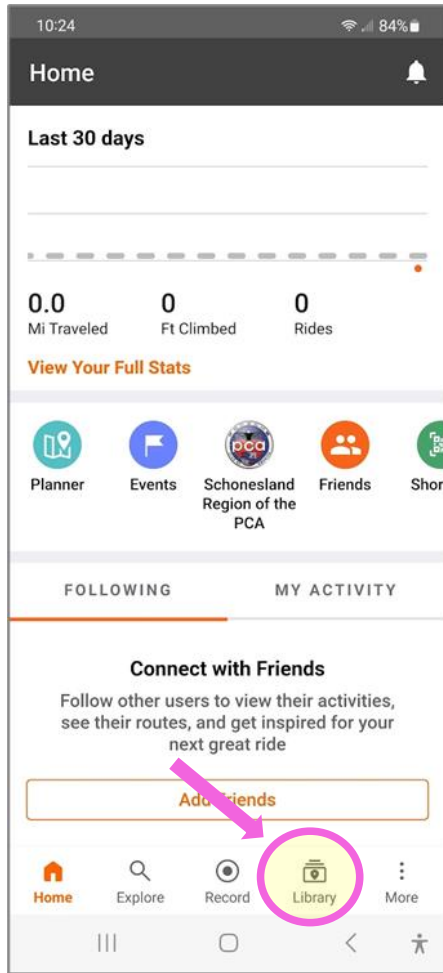 10:24 84%
Home
Last 30 days
0.0 0 0
Mi Traveled Ft Climbed Rides
View Your Full Stats
pca
Planner Events Schonesland Friends Shor
Region of the
PCA
FOLLOWING MY ACTIVITY
Connect with Friends
Follow other users to view their activities,
see their routes, and get inspired for your
next great ride
Add Friends
Home Explore Record Library More